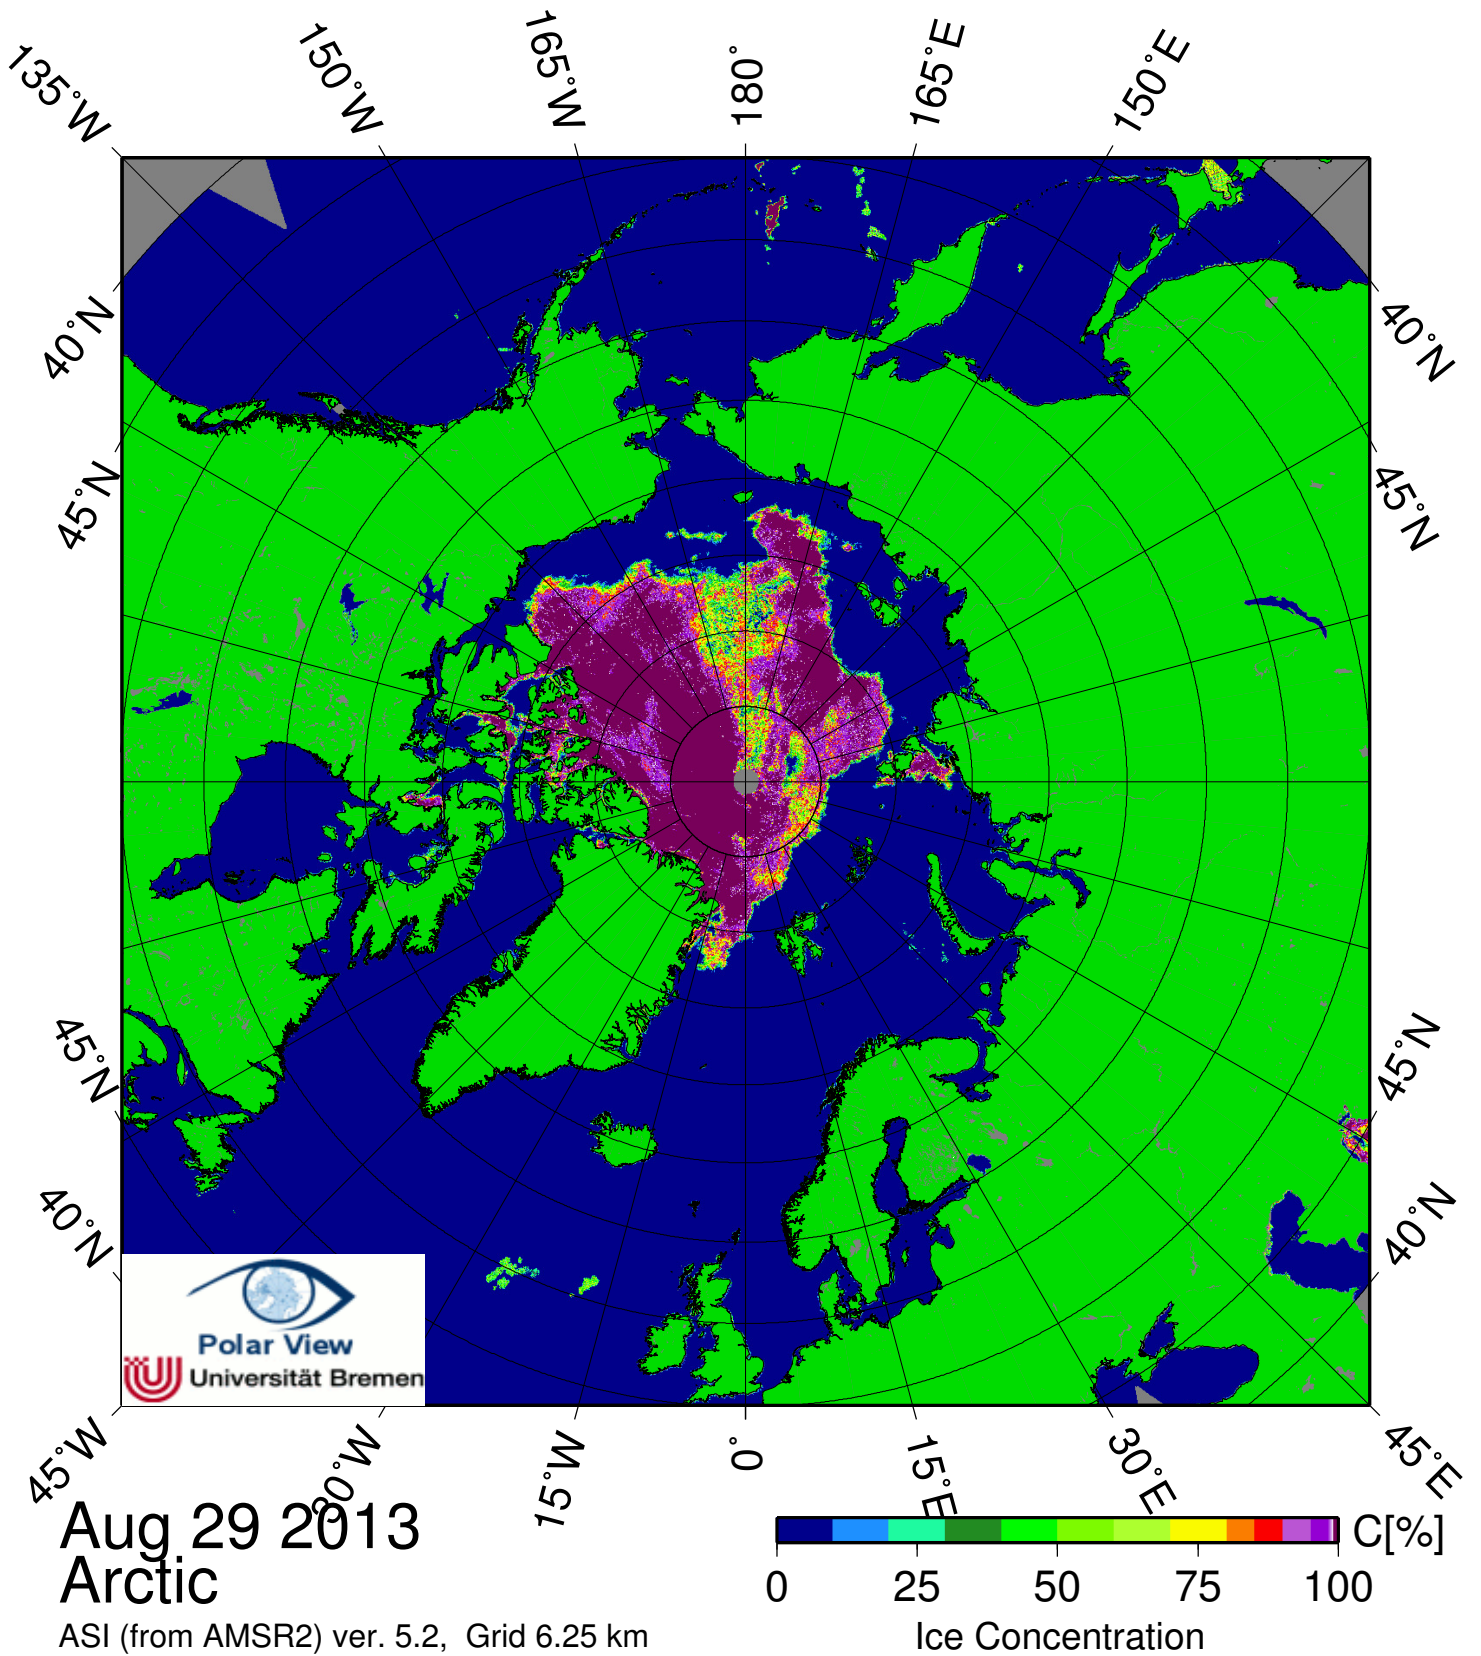 135°W
150°W
165°W
180°
165°E
150°E
40°N
40°N
45°N
45°N
45°N
45°N
40°N
40°N
Polar View
Universität Bremen
45°W
30°W
15°W
0°
15°E
30°E
45°E
Aug 29 2013
Arctic
ASI (from AMSR2) ver. 5.2, Grid 6.25 km
C[%]
0 25 50 75 100
Ice Concentration